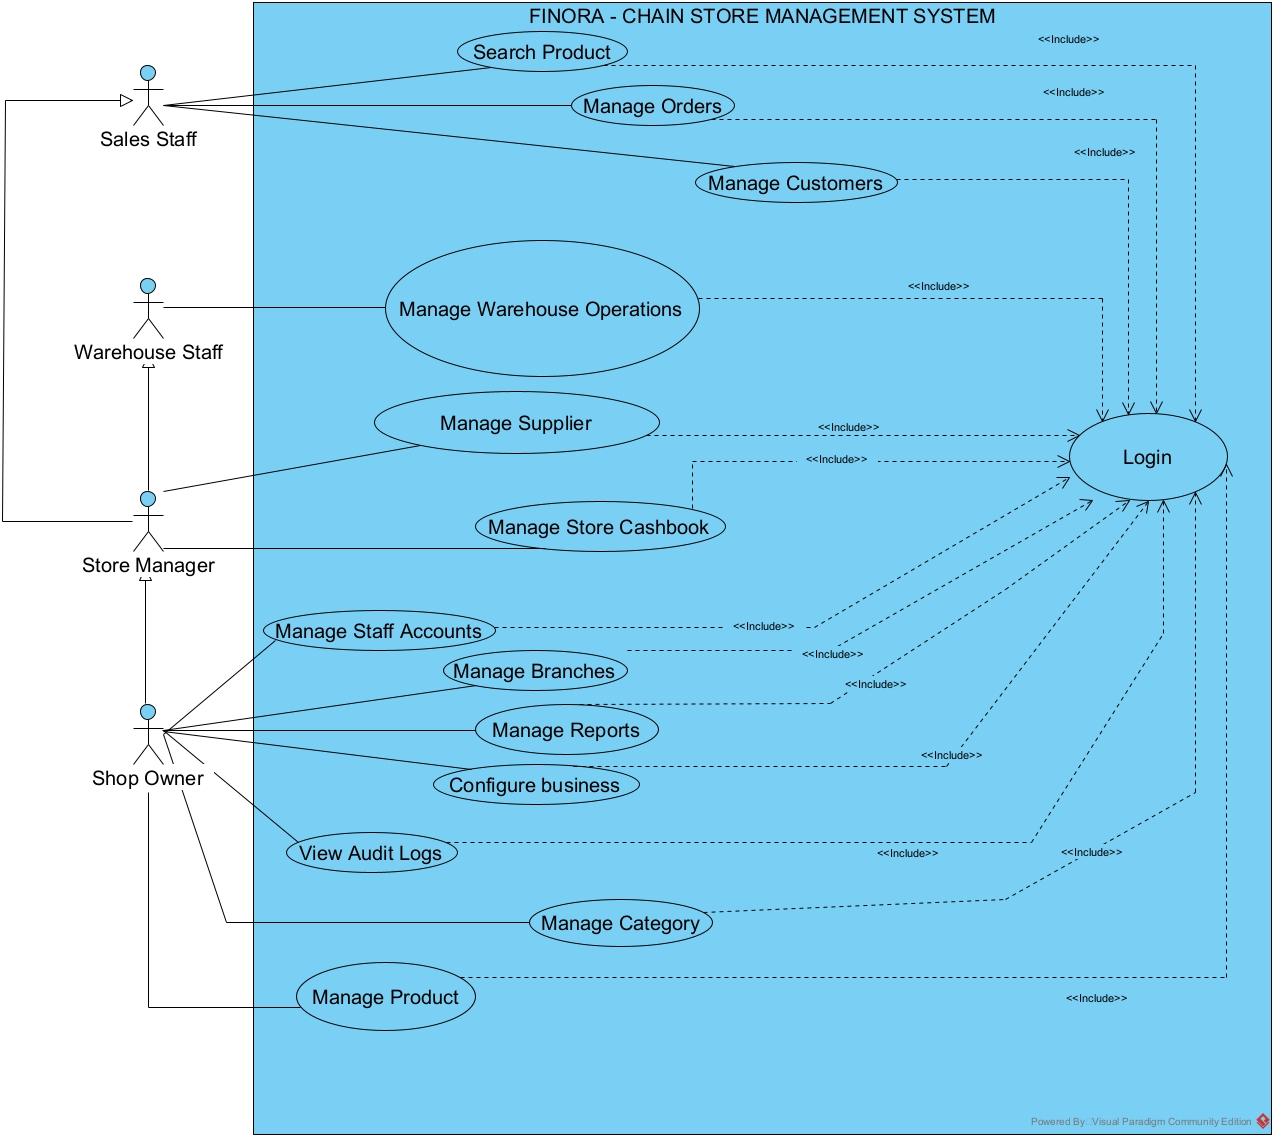 FINORA - CHAIN STORE MANAGEMENT SYSTEM
Search Product
<<Include>>
Manage Orders
<<Include>>
Sales Staff
<<Include>>
Manage Customers
<<Include>>
Manage Warehouse Operations
Warehouse Staff
Manage Supplier
<<Include>>
Login
<<Include>>
Manage Store Cashbook
Store Manager
Manage Staff Accounts
<<Include>>
<<Include>>
Manage Branches
<<Include>>
Manage Reports
<<Include>>
Shop Owner
Configure business
View Audit Logs
<<Include>>
<<Include>>
Manage Category
Manage Product
<<Include>>
Powered By Visual Paradigm Community Edition